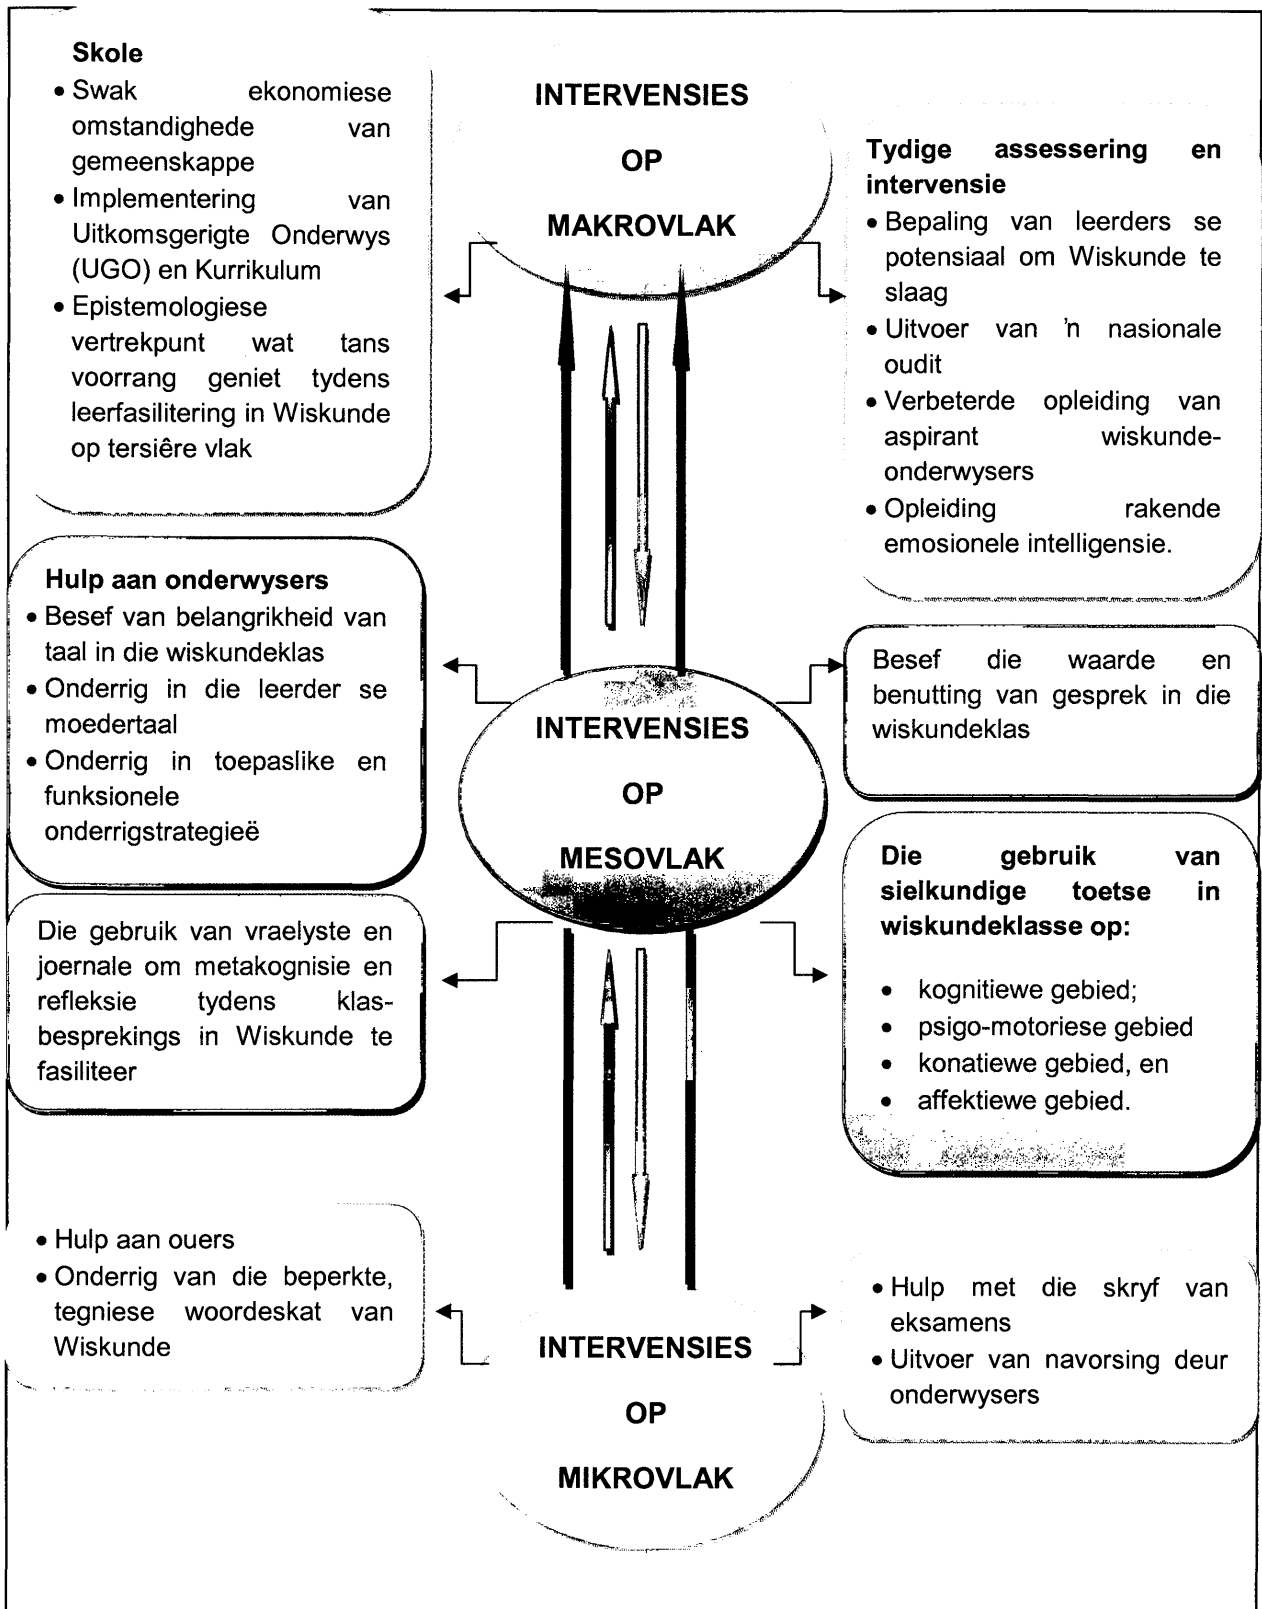 Skole
• Swak ekonomiese
omstandighede van
gemeenskappe
• Implementering van
Uitkomsgerigte Onderwys
(UGO) en Kurrikulum
• Epistemologiese
vertrekpunt wat tans
voorrang geniet tydens
leerfasilitering in Wiskunde
op tersiêre vlak
INTERVENSIES
OP
MAKROVLAK
Tydige assessering en
intervensie
• Bepaling van leerders se
potensiaal om Wiskunde te
slaag
• Uitvoer van 'n nasionale
oudit
• Verbeterde opleiding van
aspirant wiskunde-
onderwysers
• Opleiding rakende
emosionele intelligensie.
Hulp aan onderwysers
• Besef van belangrikheid van
taal in die wiskundeklas
• Onderrig in die leerder se
moedertaal
• Onderrig in toepaslike en
funksionele
onderrigstrategieë
INTERVENSIES
OP
MESOVLAK
Besef die waarde en
benutting van gesprek in die
wiskundeklas
Die gebruik van vraelyste en
joernale om metakognisie en
refleksie tydens klas-
besprekings in Wiskunde te
fasiliteer
Die gebruik van
sielkundige toetse in
wiskundeklasse op:
• kognitiewe gebied;
• psigo-motoriese gebied
• konatiewe gebied, en
• affektiewe gebied.
• Hulp aan ouers
• Onderrig van die beperkte,
tegniese woordeskat van
Wiskunde
INTERVENSIES
OP
MIKROVLAK
• Hulp met die skryf van
eksamens
• Uitvoer van navorsing deur
onderwysers